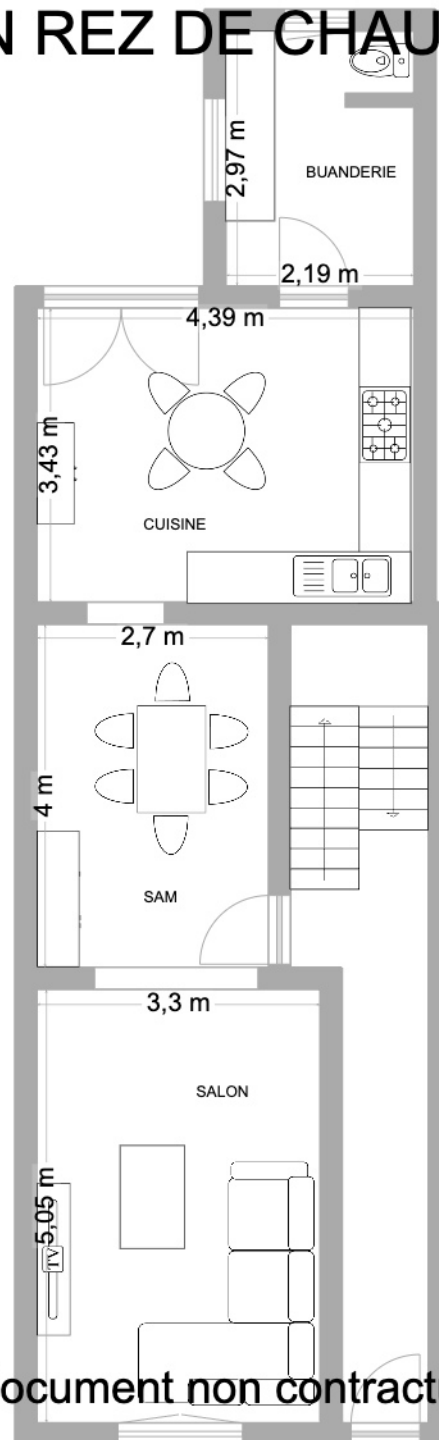 N REZ DE CHAU
2,97 m
BUANDERIE
2,19 m
4,39 m
3,43 m
CUISINE
2,7 m
4 m
SAM
3,3 m
SALON
5,05 m
TV
ocument non contract